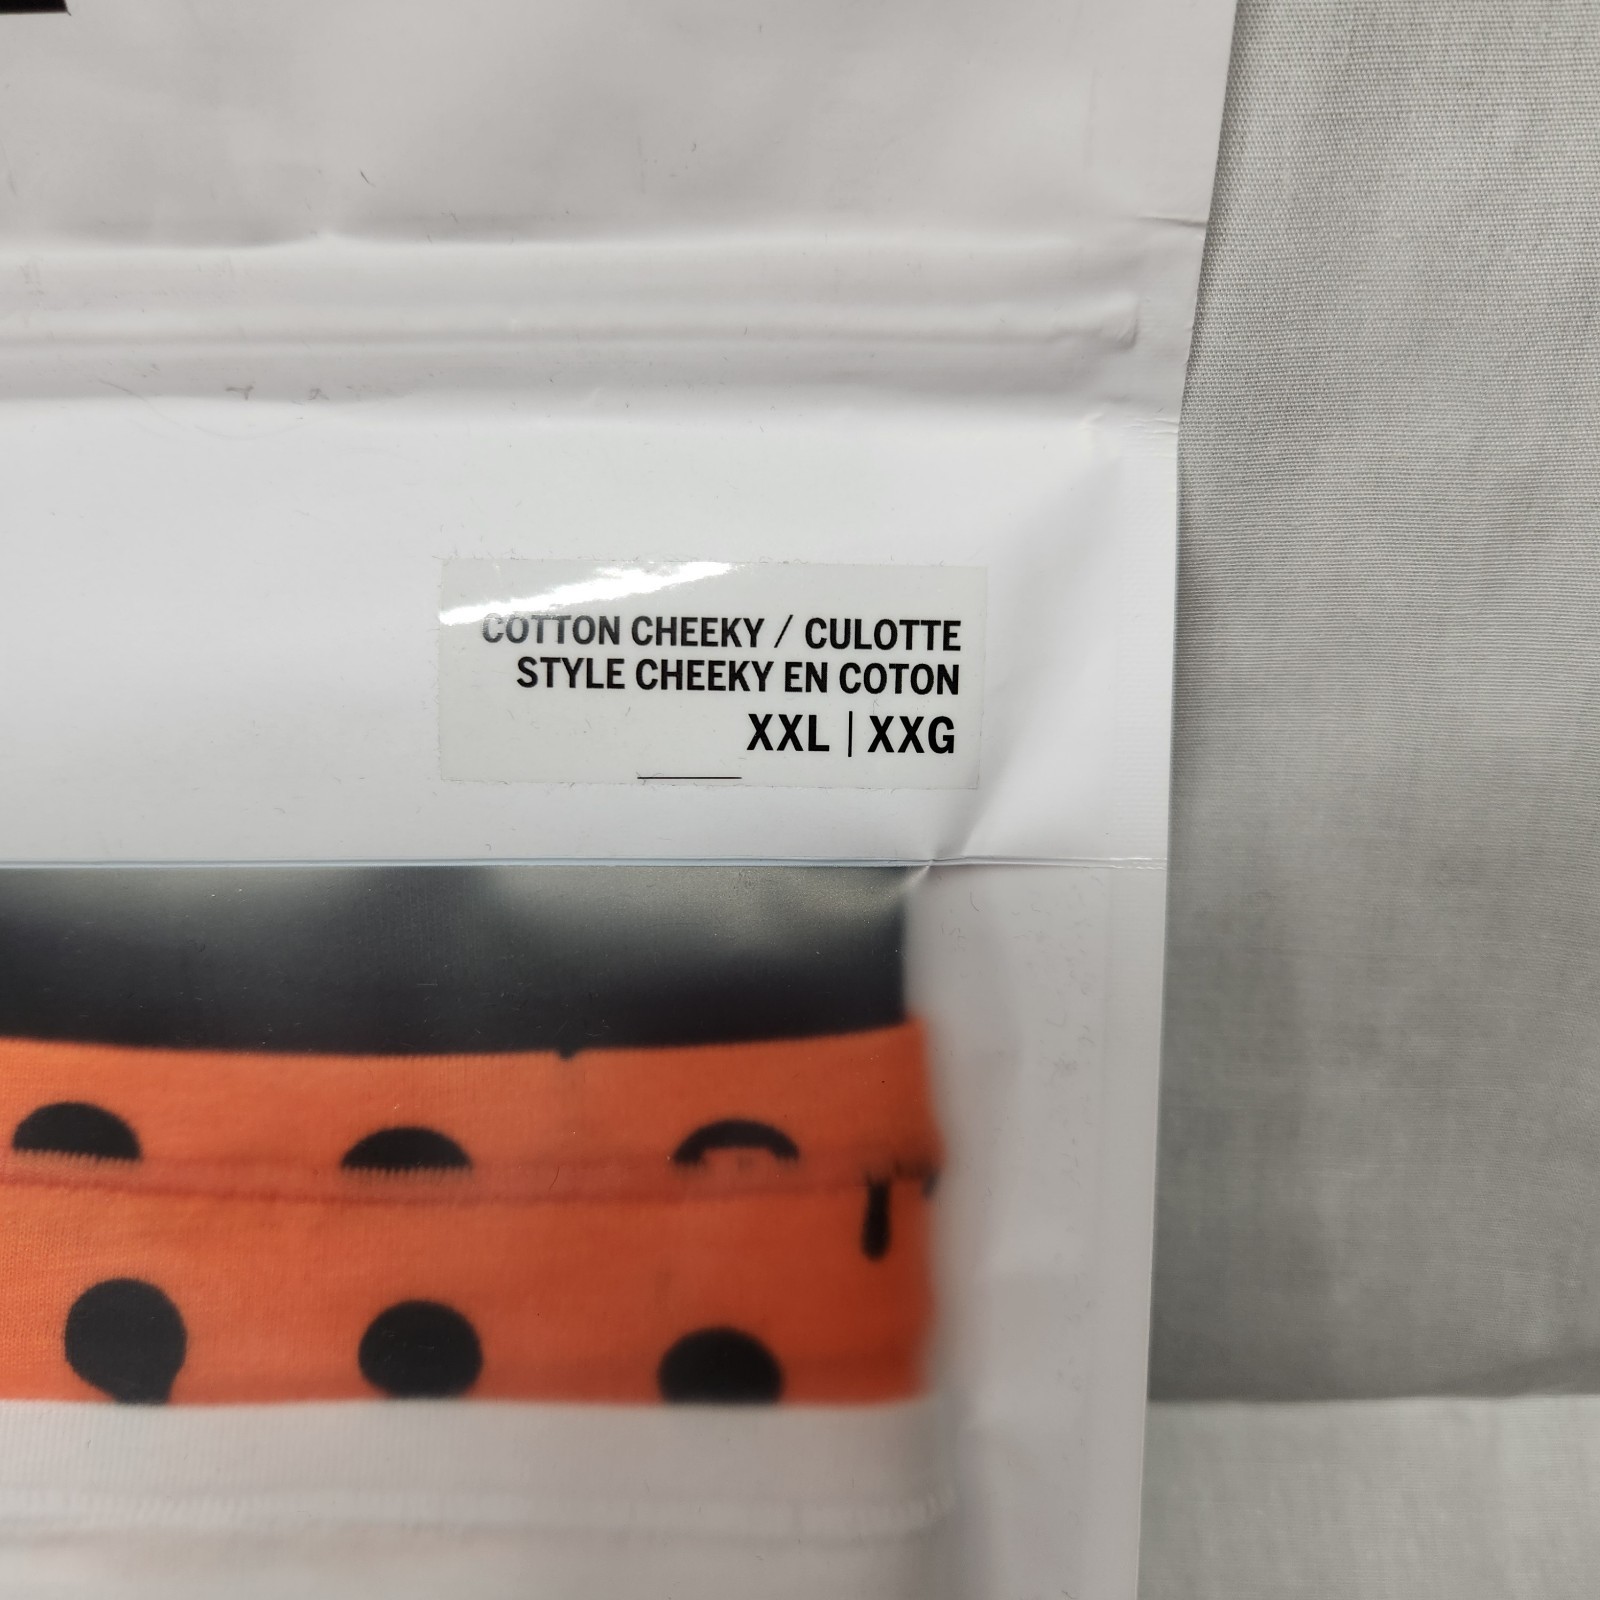 COTTON CHEEKY / CULOTTE
STYLE CHEEKY EN COTON
XXL | XXG